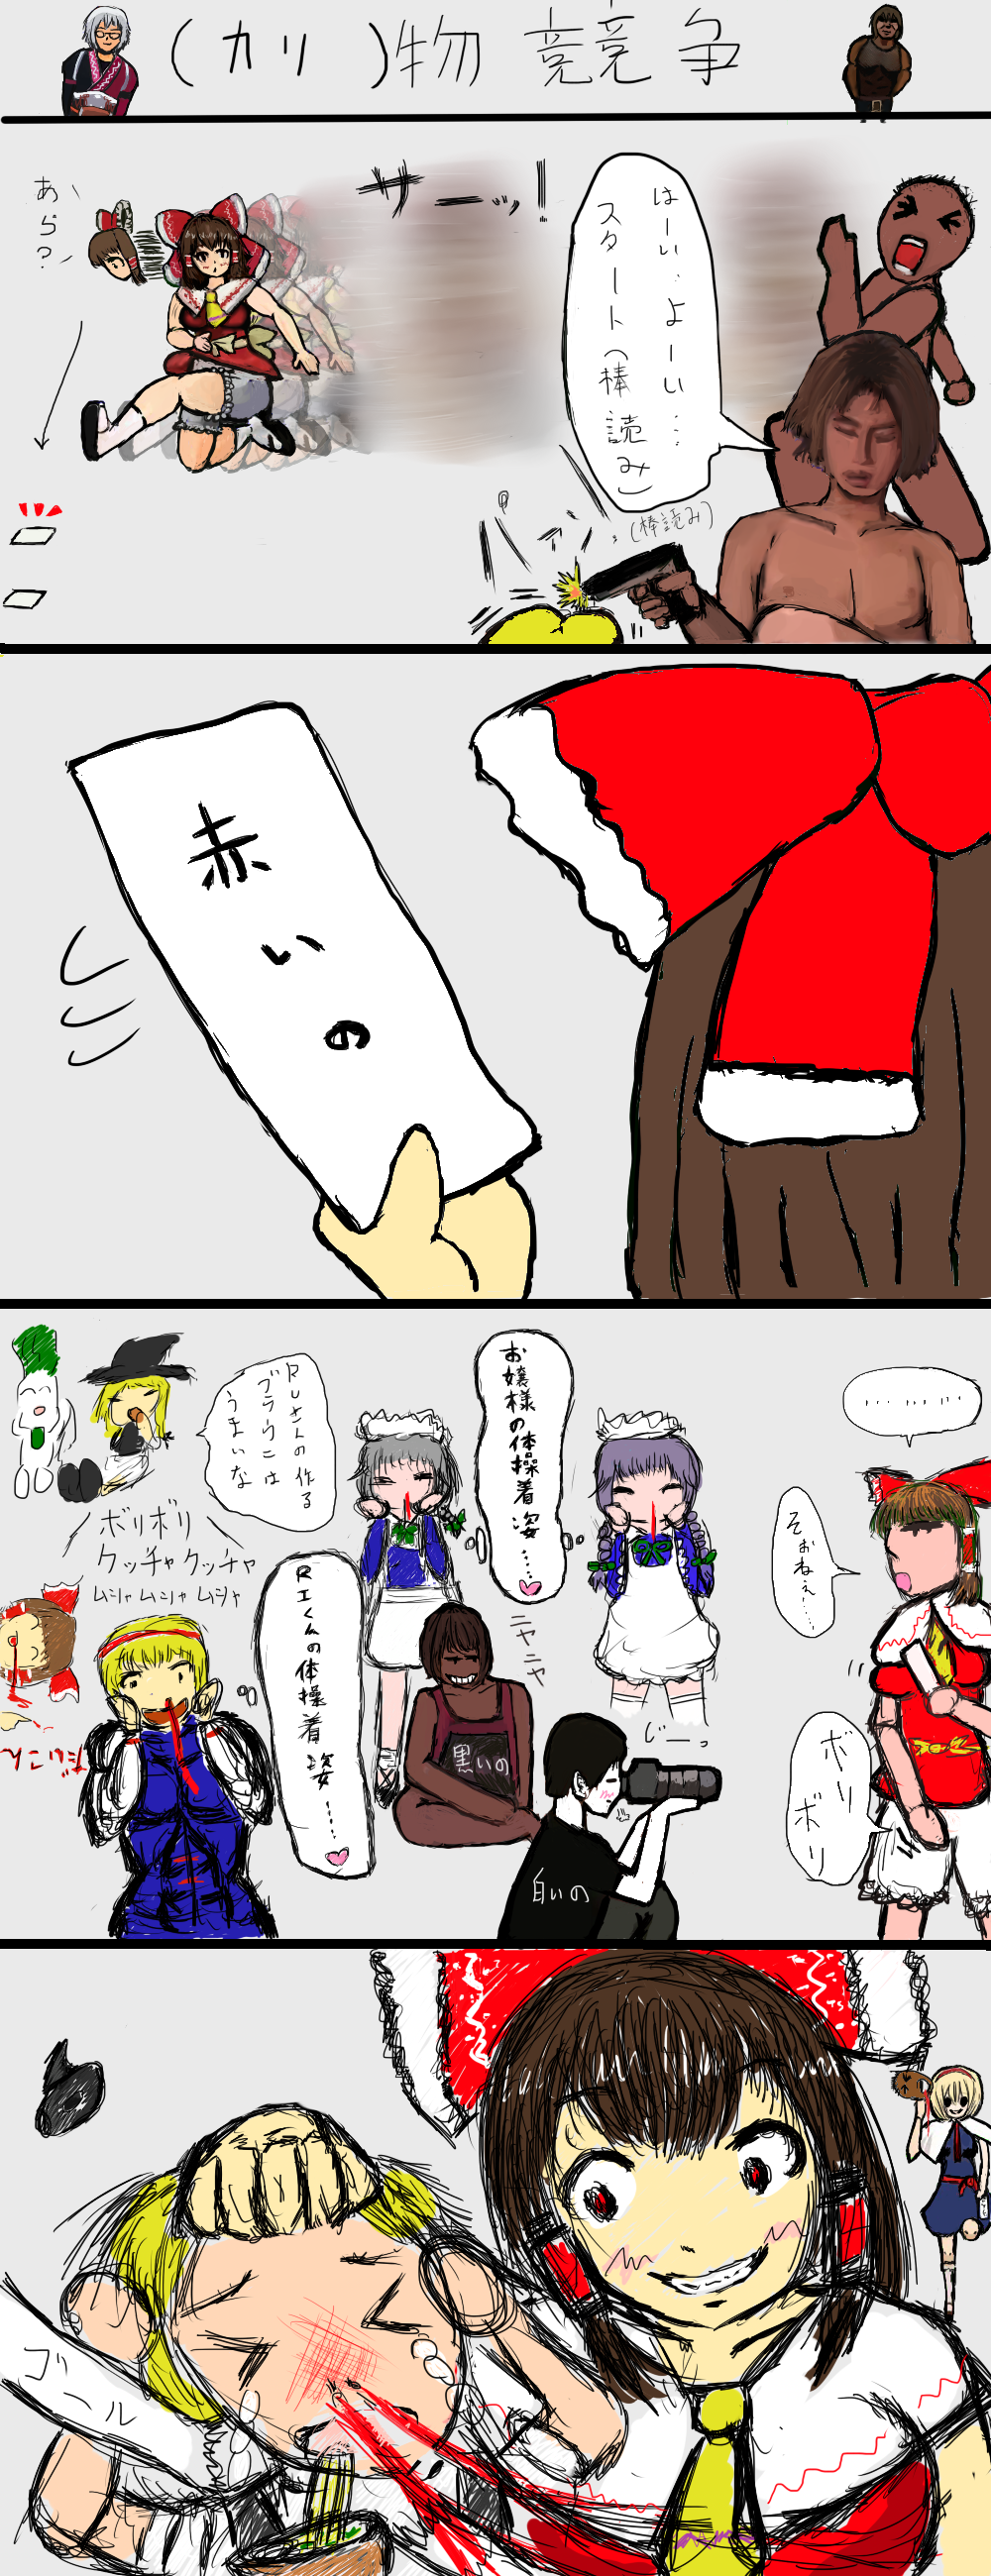 (カリ)物競争
あら?
サーッ!
はーい、よーい…
スタート(棒読み)
パァン!
(棒読み)
赤いの
…………
そぉねぇ…
ボリ
ボリ
お嬢様の体操着姿…
RUさんの作る
ブラウニーは
うまいな
ボリボリ
クッチャクッチャ
ムシャムシャムシャ
RIくんの体操着姿…
ニヤニヤ
黒いの
じーっ
白いの
ゴール